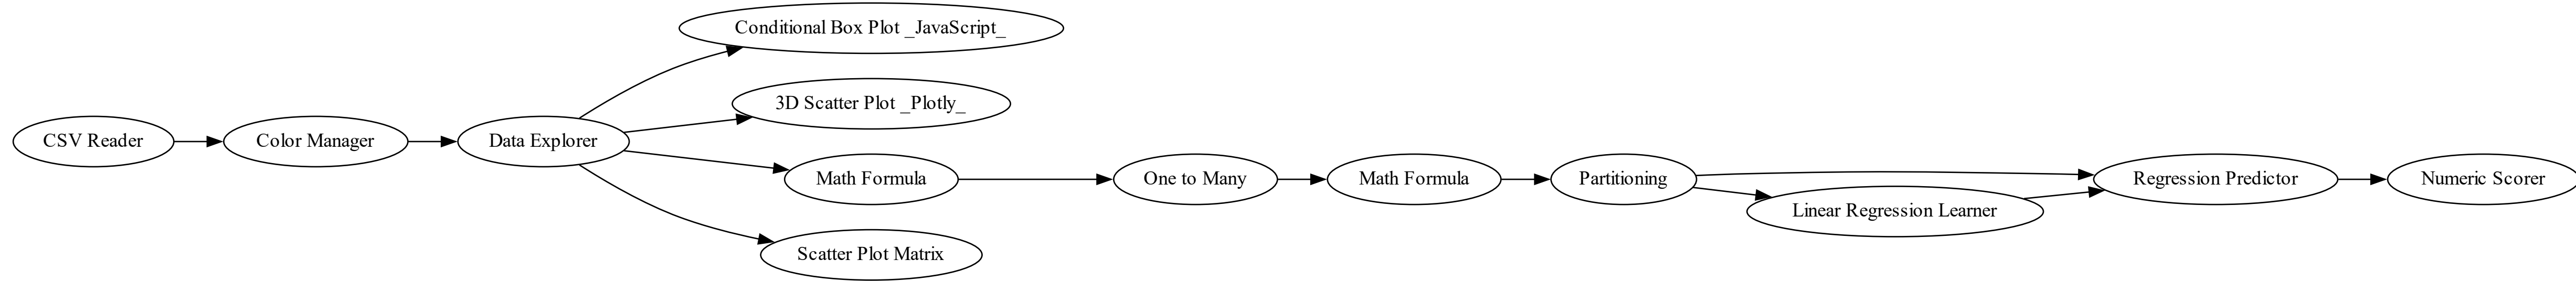 Conditional Box Plot _JavaScript_
3D Scatter Plot _Plotly_
CSV Reader
Color Manager
Data Explorer
Math Formula
One to Many
Math Formula
Partitioning
Regression Predictor
Numeric Scorer
Linear Regression Learner
Scatter Plot Matrix